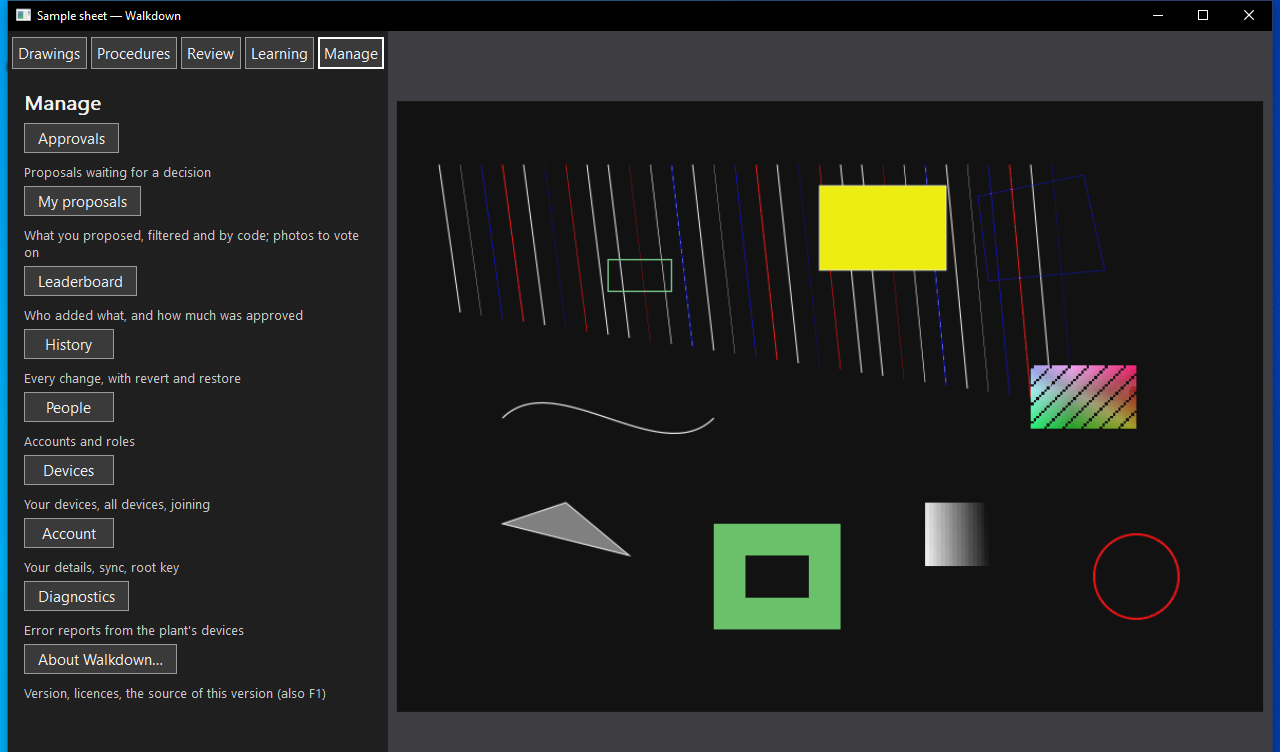 Sample sheet — Walkdown
Drawings
Procedures
Review
Learning
Manage
Manage
Approvals
Proposals waiting for a decision
My proposals
What you proposed, filtered and by code; photos to vote
on
Leaderboard
Who added what, and how much was approved
History
Every change, with revert and restore
People
Accounts and roles
Devices
Your devices, all devices, joining
Account
Your details, sync, root key
Diagnostics
Error reports from the plant's devices
About Walkdown...
Version, licences, the source of this version (also F1)